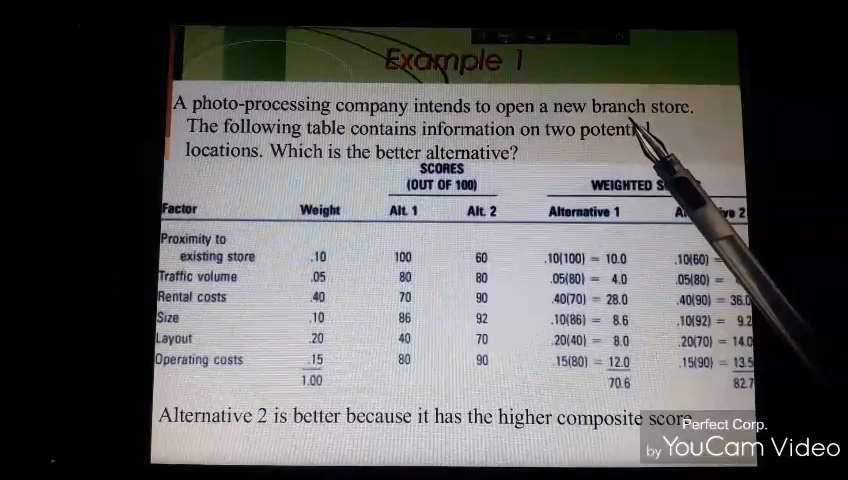 Example 1
A photo-processing company intends to open a new branch store.
The following table contains information on two
locations. Which is the better alternative?
SCORES
(OUT OF 100) WEIGHTED
Factor Weight Alt. 1 Alt. 2 Alternative 1 2
Proximity to
existing store .10 100 60 .10(100) = 10.0 .10(60) =
Traffic volume .05 80 80 .05(80) = 4.0 .05(80) =
Rental costs .40 70 90 .40(70) = 28.0 .40(90) = 36.0
Size .10 86 92 .10(86) = 8.6 .10(92) = 9.2
Layout .20 40 70 .20(40) = 8.0 .20(70) = 14.0
Operating costs .15 80 90 .15(80) = 12.0 .15(90) = 13.5
1.00 70.6 82.7
Alternative 2 is better because it has the higher composite score
Perfect Corp.
by YouCam Video